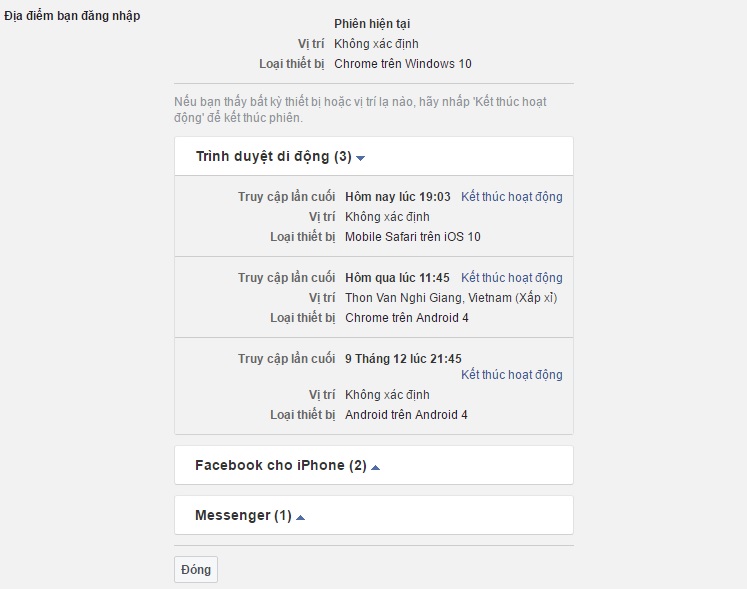 Địa điểm bạn đăng nhập
Phiên hiện tại
Vị trí Không xác định
Loại thiết bị Chrome trên Windows 10
Nếu bạn thấy bất kỳ thiết bị hoặc vị trí lạ nào, hãy nhấp 'Kết thúc hoạt
động' để kết thúc phiên.
Trình duyệt di động (3)
Truy cập lần cuối Hôm nay lúc 19:03 Kết thúc hoạt động
Vị trí Không xác định
Loại thiết bị Mobile Safari trên iOS 10
Truy cập lần cuối Hôm qua lúc 11:45 Kết thúc hoạt động
Vị trí Thon Van Nghi Giang, Vietnam (Xấp xỉ)
Loại thiết bị Chrome trên Android 4
Truy cập lần cuối 9 Tháng 12 lúc 21:45
Kết thúc hoạt động
Vị trí Không xác định
Loại thiết bị Android trên Android 4
Facebook cho iPhone (2)
Messenger (1)
Đóng